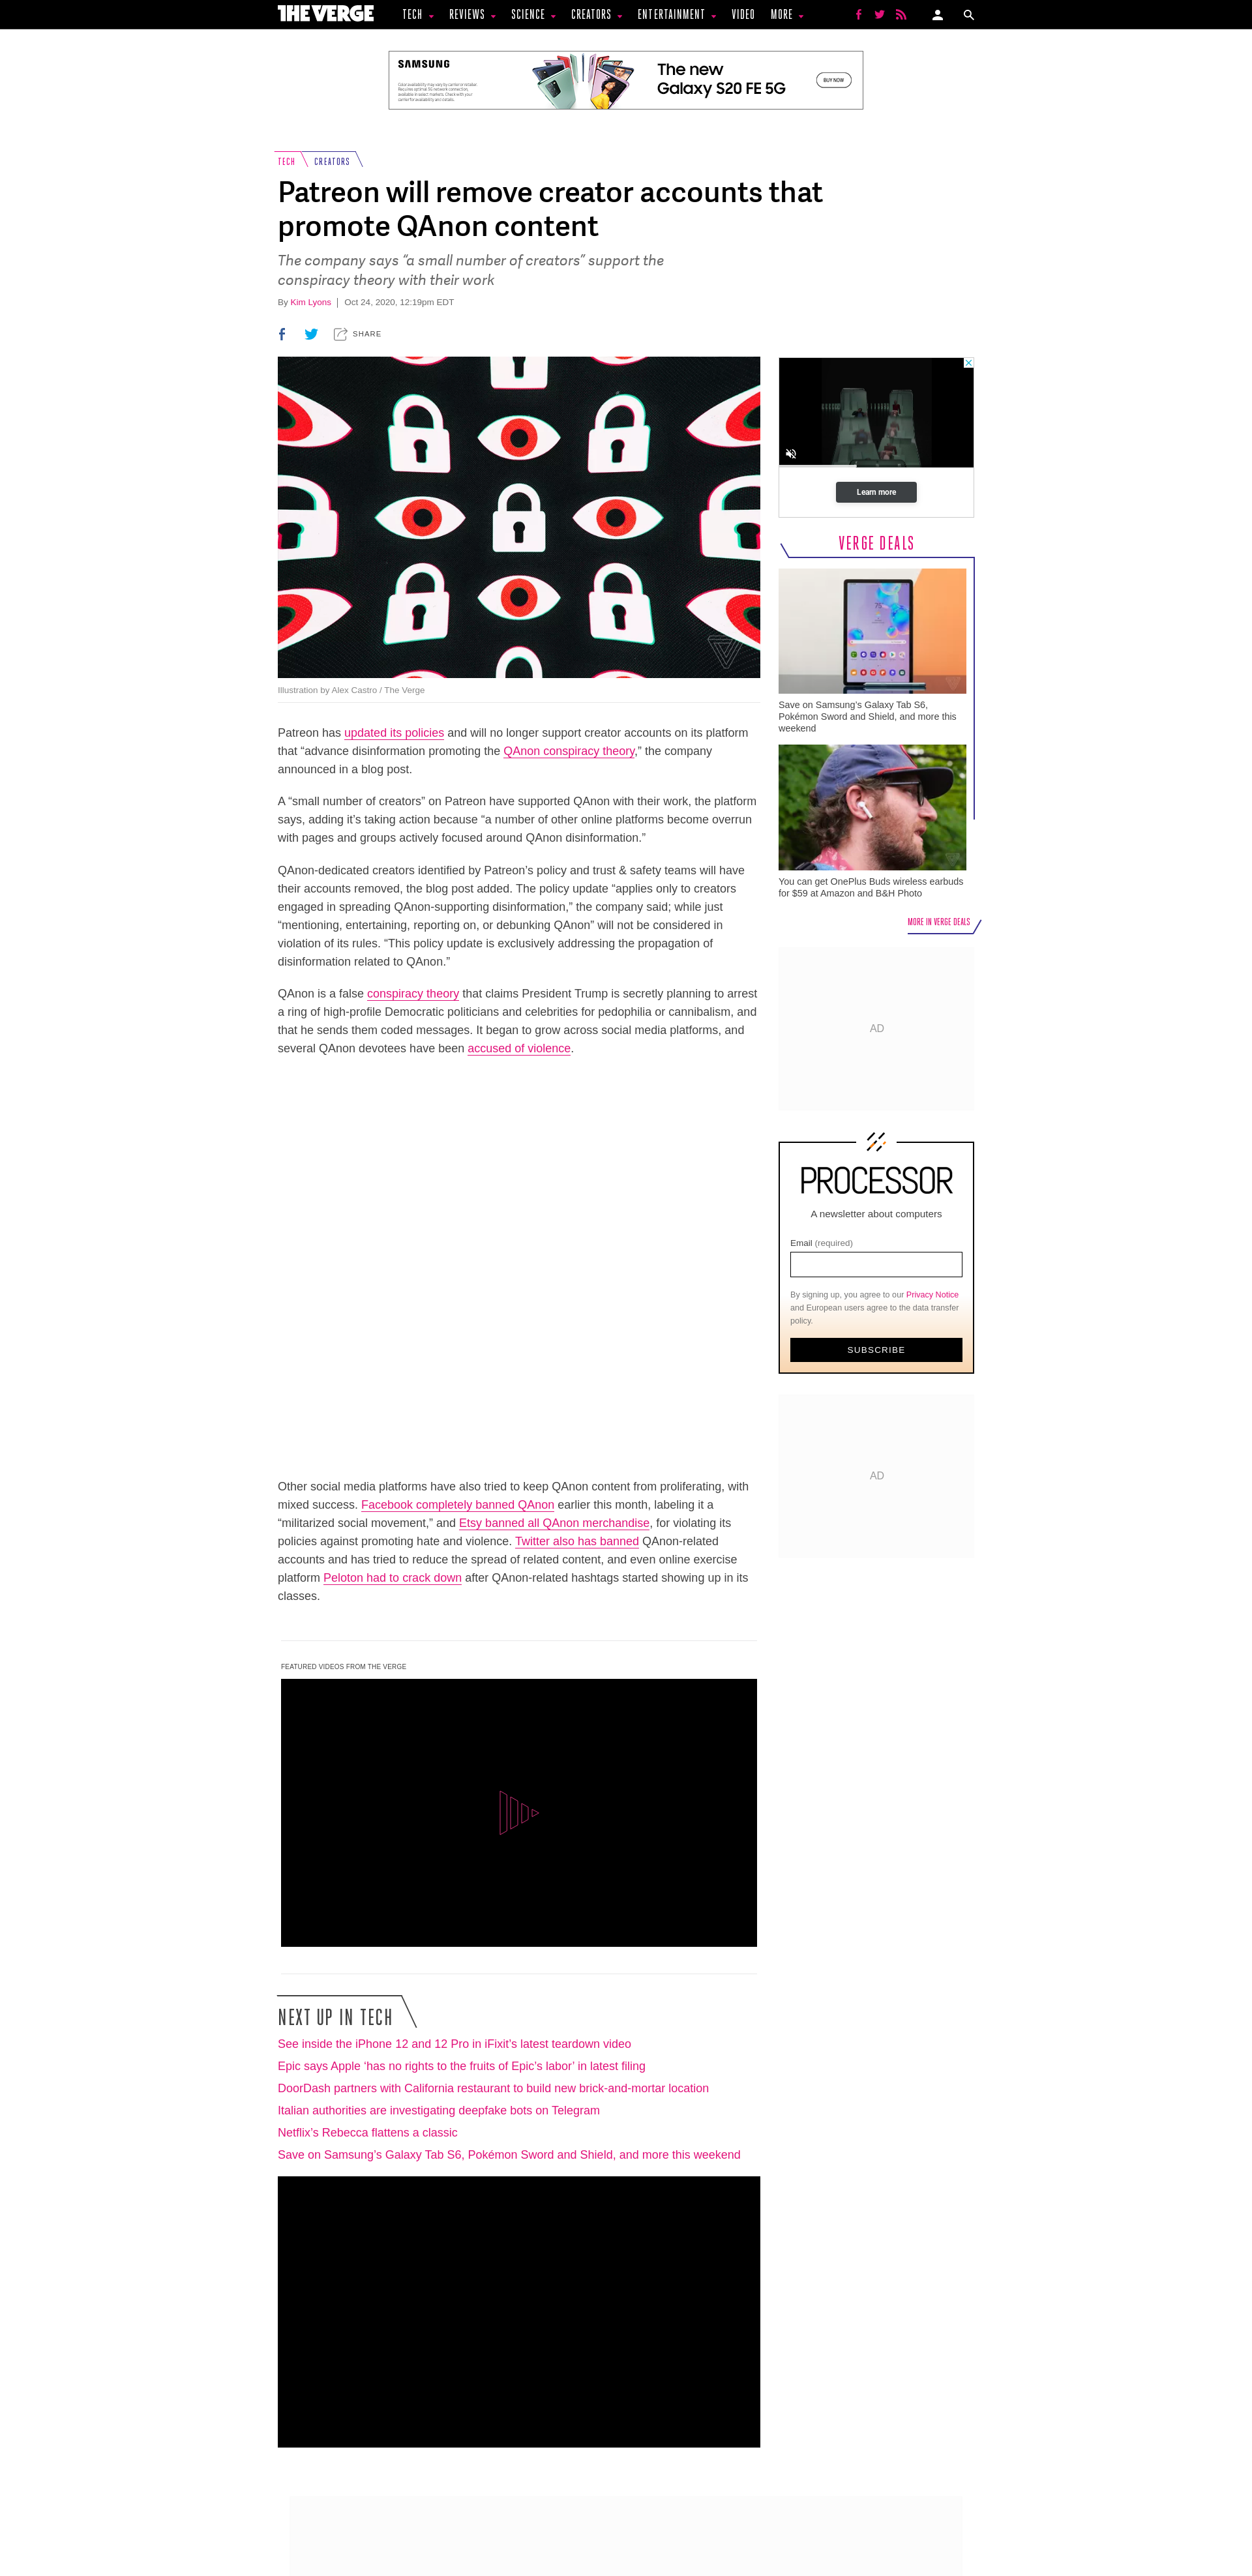 THE VERGE
TECH
REVIEWS
SCIENCE
CREATORS
ENTERTAINMENT
VIDEO
MORE
SAMSUNG
Color availability may vary by carrier/retailer.
The new
Galaxy S20 FE 5G
BUY NOW
TECH
CREATORS
Patreon will remove creator accounts that
promote QAnon content
The company says “a small number of creators” support the
conspiracy theory with their work
By Kim Lyons | Oct 24, 2020, 12:19pm EDT
SHARE
Illustration by Alex Castro / The Verge
Patreon has updated its policies and will no longer support creator accounts on its platform
that “advance disinformation promoting the QAnon conspiracy theory,” the company
announced in a blog post.
A “small number of creators” on Patreon have supported QAnon with their work, the platform
says, adding it’s taking action because “a number of other online platforms become overrun
with pages and groups actively focused around QAnon disinformation.”
QAnon-dedicated creators identified by Patreon’s policy and trust & safety teams will have
their accounts removed, the blog post added. The policy update “applies only to creators
engaged in spreading QAnon-supporting disinformation,” the company said; while just
“mentioning, entertaining, reporting on, or debunking QAnon” will not be considered in
violation of its rules. “This policy update is exclusively addressing the propagation of
disinformation related to QAnon.”
QAnon is a false conspiracy theory that claims President Trump is secretly planning to arrest
a ring of high-profile Democratic politicians and celebrities for pedophilia or cannibalism, and
that he sends them coded messages. It began to grow across social media platforms, and
several QAnon devotees have been accused of violence.
Other social media platforms have also tried to keep QAnon content from proliferating, with
mixed success. Facebook completely banned QAnon earlier this month, labeling it a
“militarized social movement,” and Etsy banned all QAnon merchandise, for violating its
policies against promoting hate and violence. Twitter also has banned QAnon-related
accounts and has tried to reduce the spread of related content, and even online exercise
platform Peloton had to crack down after QAnon-related hashtags started showing up in its
classes.
FEATURED VIDEOS FROM THE VERGE
NEXT UP IN TECH
See inside the iPhone 12 and 12 Pro in iFixit’s latest teardown video
Epic says Apple ‘has no rights to the fruits of Epic’s labor’ in latest filing
DoorDash partners with California restaurant to build new brick-and-mortar location
Italian authorities are investigating deepfake bots on Telegram
Netflix’s Rebecca flattens a classic
Save on Samsung’s Galaxy Tab S6, Pokémon Sword and Shield, and more this weekend
Learn more
VERGE DEALS
Save on Samsung’s Galaxy Tab S6,
Pokémon Sword and Shield, and more this
weekend
You can get OnePlus Buds wireless earbuds
for $59 at Amazon and B&H Photo
MORE IN VERGE DEALS
AD
PROCESSOR
A newsletter about computers
Email (required)
By signing up, you agree to our Privacy Notice
and European users agree to the data transfer
policy.
SUBSCRIBE
AD